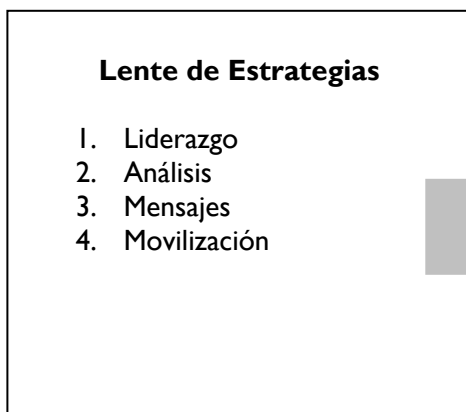 Lente de Estrategias
1. Liderazgo
2. Análisis
3. Mensajes
4. Movilización